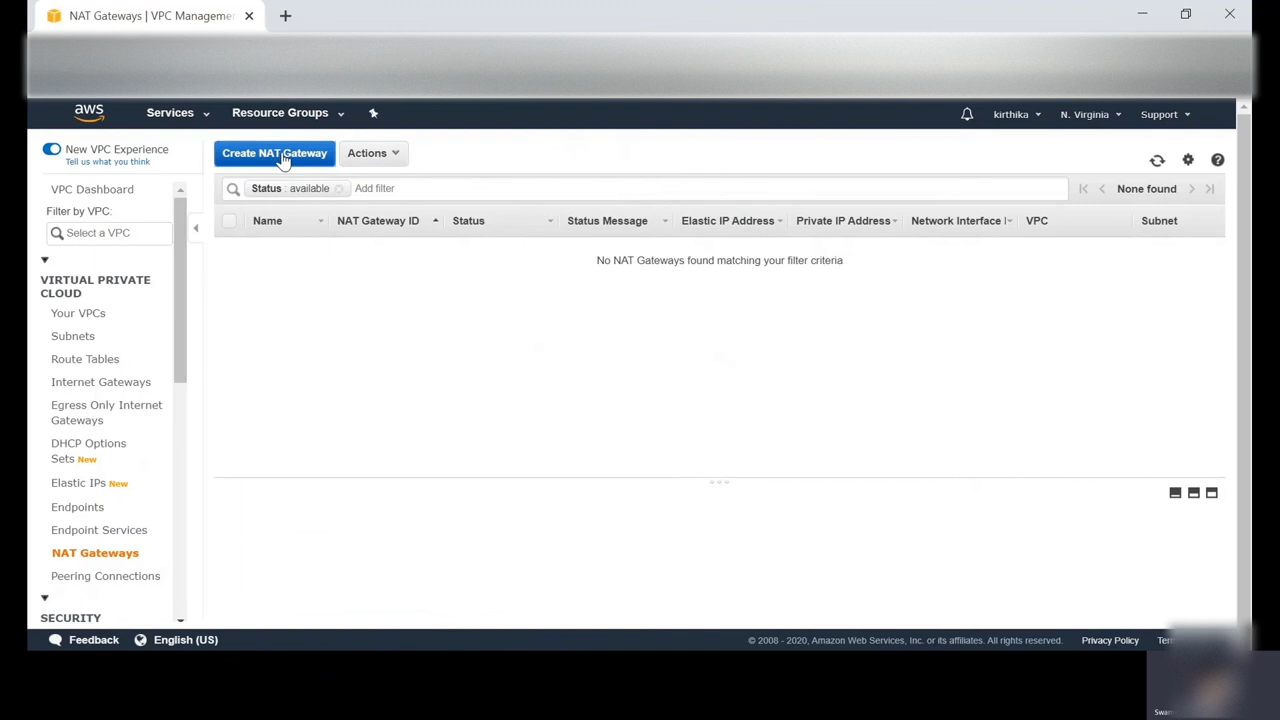 NAT Gateways | VPC Manageme
aws Services Resource Groups kirthika N. Virginia Support
New VPC Experience
Tell us what you think
Create NAT Gateway Actions
VPC Dashboard
Status : available Add filter None found
Filter by VPC:
Select a VPC
Name NAT Gateway ID Status Status Message Elastic IP Address Private IP Address Network Interface I VPC Subnet
No NAT Gateways found matching your filter criteria
VIRTUAL PRIVATE
CLOUD
Your VPCs
Subnets
Route Tables
Internet Gateways
Egress Only Internet
Gateways
DHCP Options
Sets New
Elastic IPs New
Endpoints
Endpoint Services
NAT Gateways
Peering Connections
SECURITY
Feedback English (US) © 2008 - 2020, Amazon Web Services, Inc. or its affiliates. All rights reserved. Privacy Policy